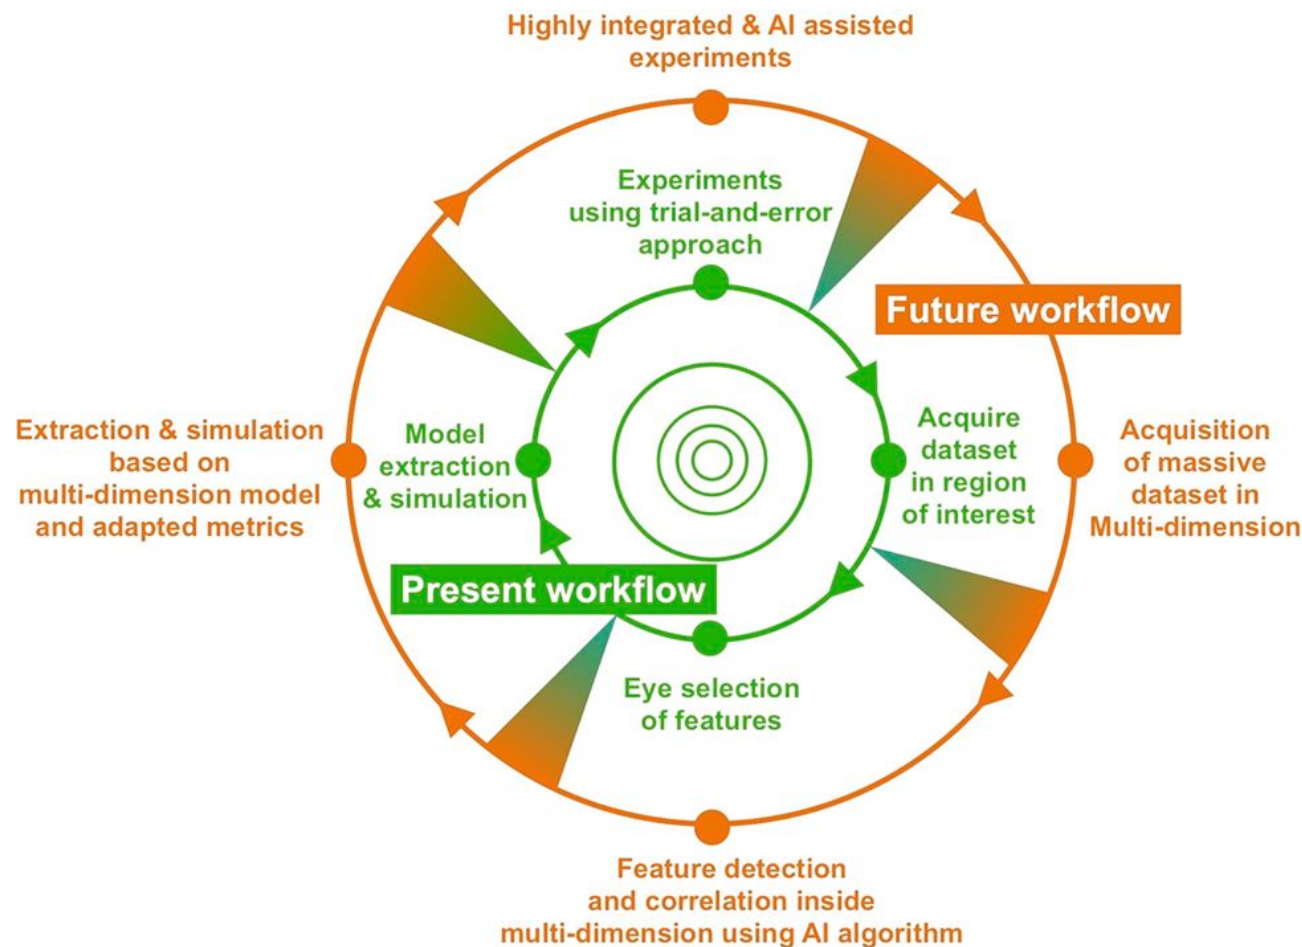 Highly integrated & AI assisted
experiments
Experiments
using trial-and-error
approach
Future workflow
Extraction & simulation
based on
multi-dimension model
and adapted metrics
Model
extraction
& simulation
Acquire
dataset
in region
of interest
Acquisition
of massive
dataset in
Multi-dimension
Present workflow
Eye selection
of features
Feature detection
and correlation inside
multi-dimension using AI algorithm